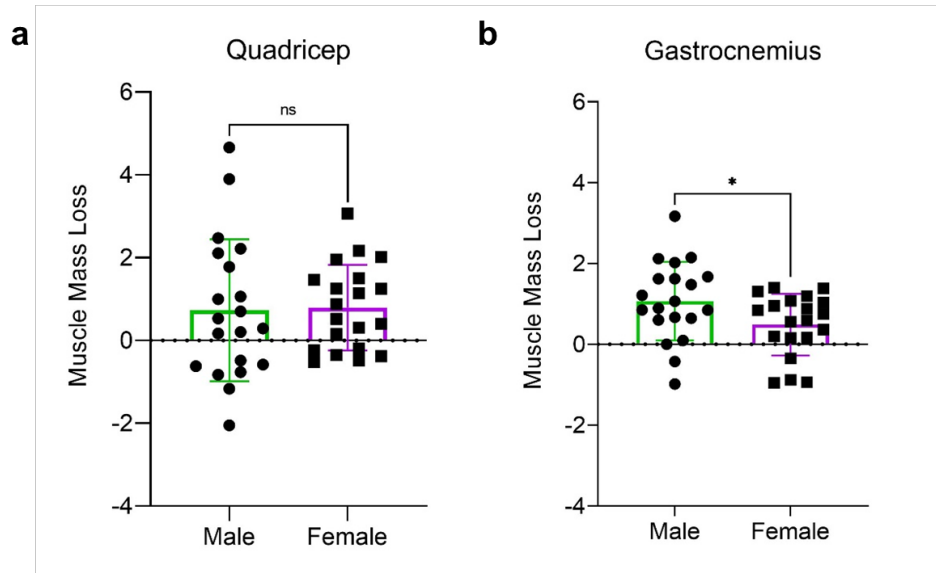 a
Quadricep
6
4
2
0
-2
-4
Muscle Mass Loss
ns
Male
Female
b
Gastrocnemius
6
4
2
0
-2
-4
Muscle Mass Loss
*
Male
Female